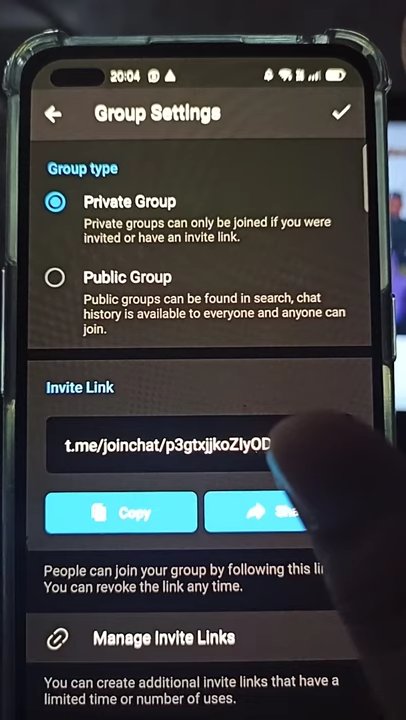 20:04
Group Settings
Group type
Private Group
Private groups can only be joined if you were
invited or have an invite link.
Public Group
Public groups can be found in search, chat
history is available to everyone and anyone can
join.
Invite Link
t.me/joinchat/p3gtxjjkoZIyOD
Copy
People can join your group by following this
You can revoke the link any time.
Manage Invite Links
You can create additional invite links that have a
limited time or number of uses.